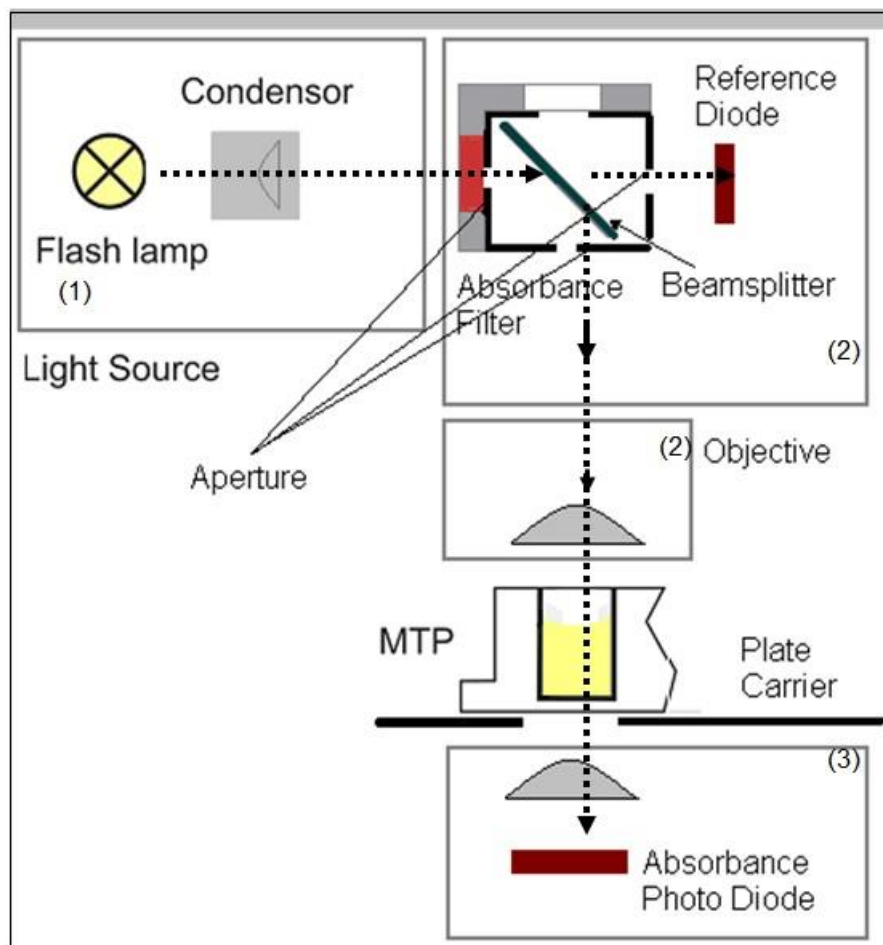 Condensor
Flash lamp
(1)
Light Source
Reference
Diode
Absorbance
Filter
Beamsplitter
(2)
Aperture
(2)
Objective
MTP
Plate
Carrier
(3)
Absorbance
Photo Diode